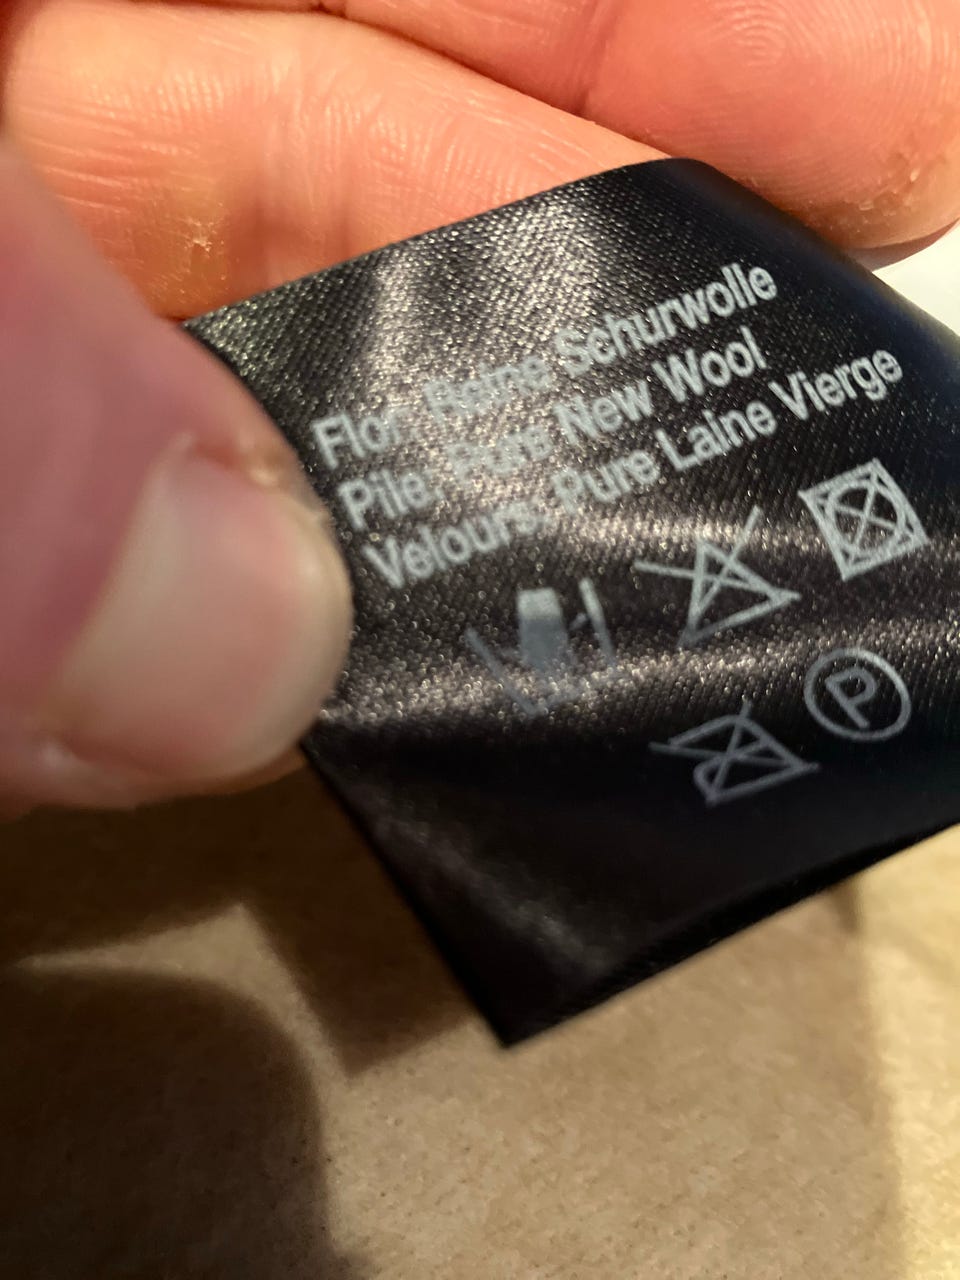 Flor: Reine Schurwolle
Pile: Pure New Wool
Velours: Pure Laine Vierge
P